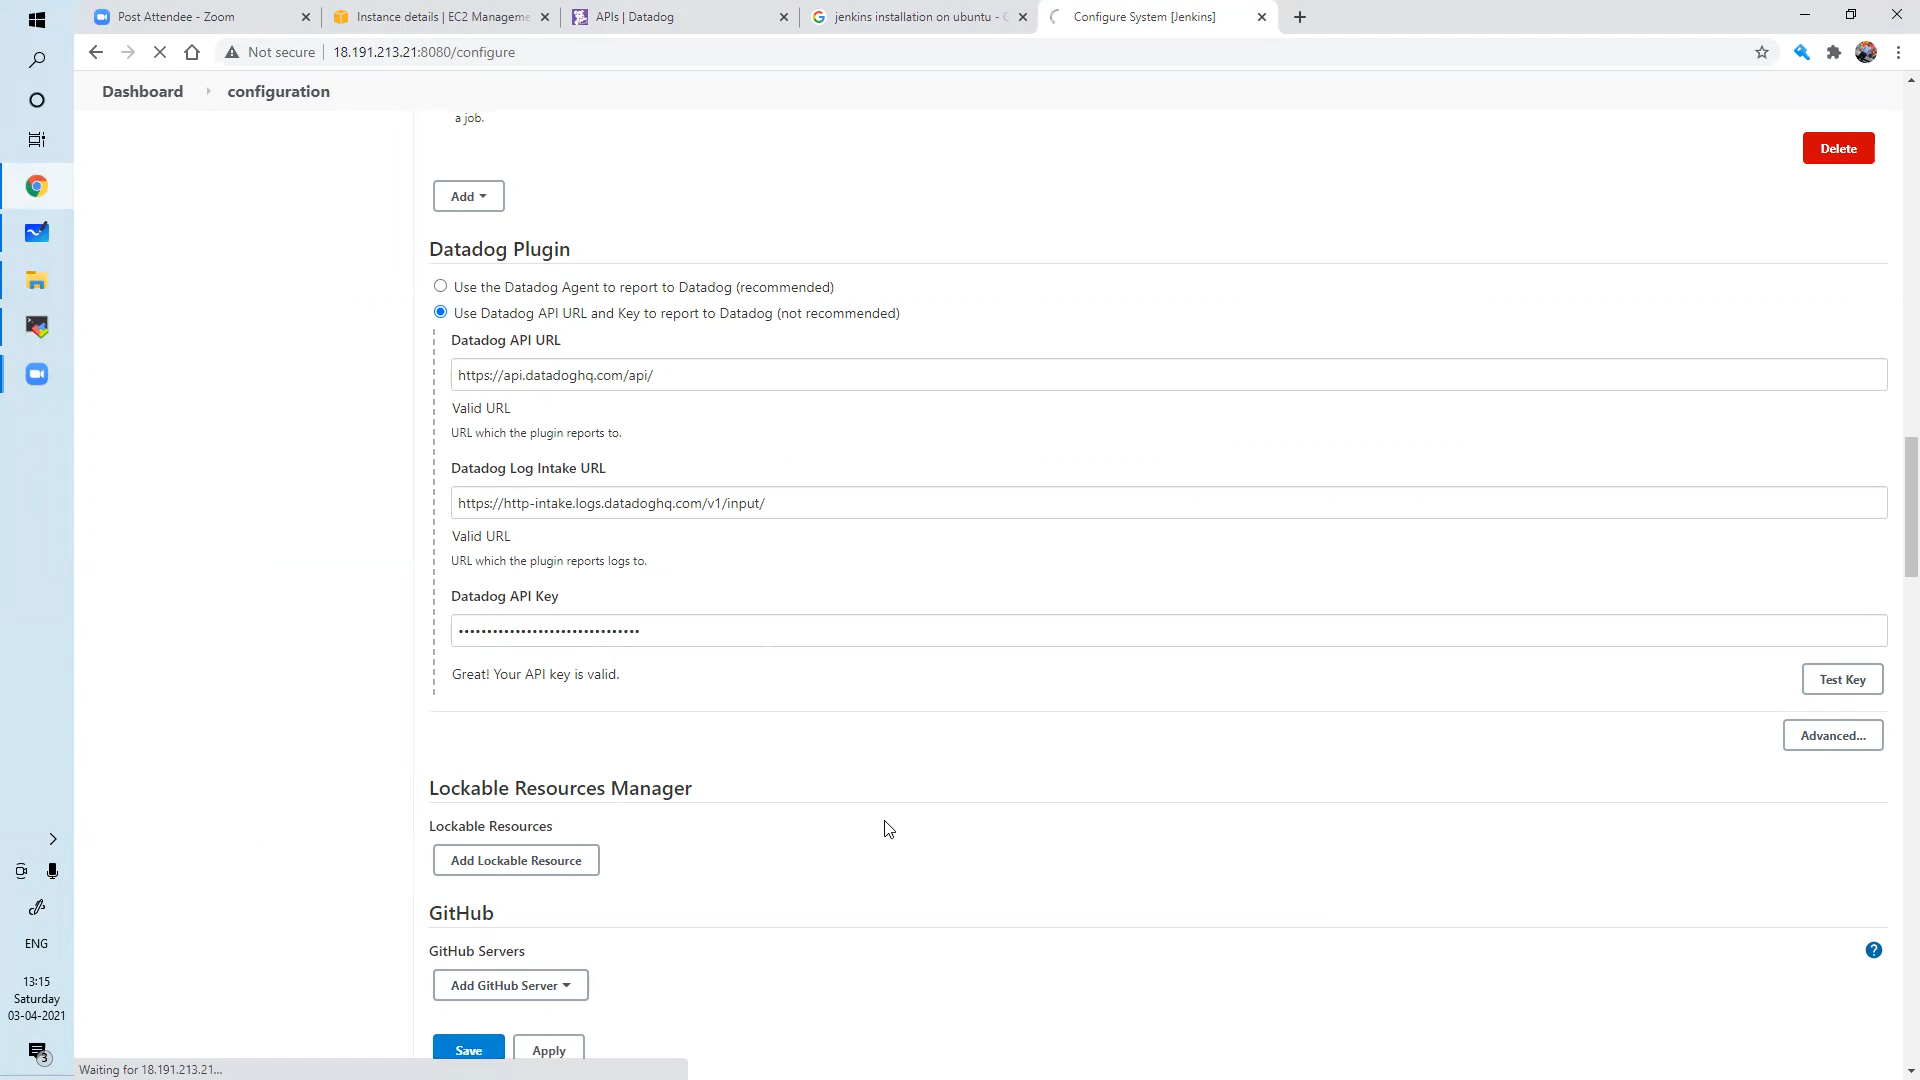 Post Attendee - Zoom
Instance details | EC2 Manageme
APIs | Datadog
jenkins installation on ubuntu - G
Configure System [Jenkins]
Not secure
18.191.213.21:8080/configure
Dashboard
configuration
a job.
Delete
Add
Datadog Plugin
Use the Datadog Agent to report to Datadog (recommended)
Use Datadog API URL and Key to report to Datadog (not recommended)
Datadog API URL
https://api.datadoghq.com/api/
Valid URL
URL which the plugin reports to.
Datadog Log Intake URL
https://http-intake.logs.datadoghq.com/v1/input/
Valid URL
URL which the plugin reports logs to.
Datadog API Key
••••••••••••••••••••••••••••••••
Great! Your API key is valid.
Test Key
Advanced...
Lockable Resources Manager
Lockable Resources
Add Lockable Resource
GitHub
GitHub Servers
Add GitHub Server
Save
Apply
Waiting for 18.191.213.21...
ENG
13:15
Saturday
03-04-2021
3